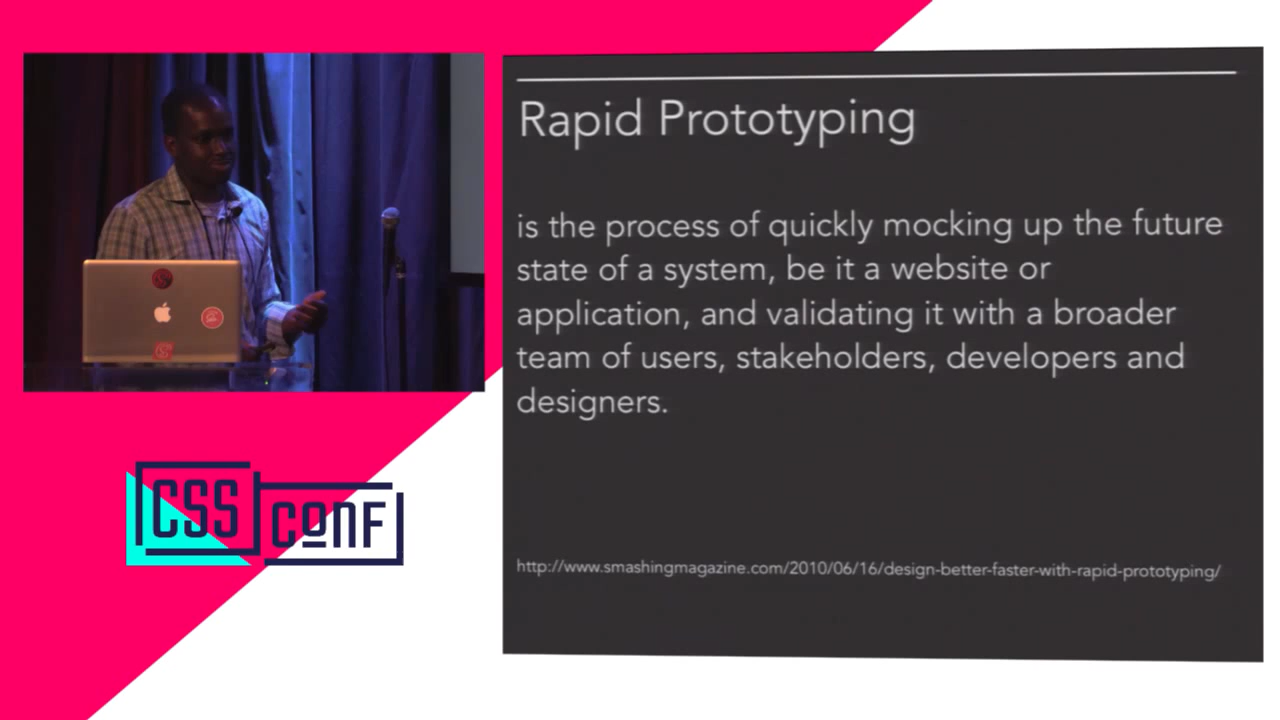 Rapid Prototyping
is the process of quickly mocking up the future
state of a system, be it a website or
application, and validating it with a broader
team of users, stakeholders, developers and
designers.
http://www.smashingmagazine.com/2010/06/16/design-better-faster-with-rapid-prototyping/
CSS
CONF